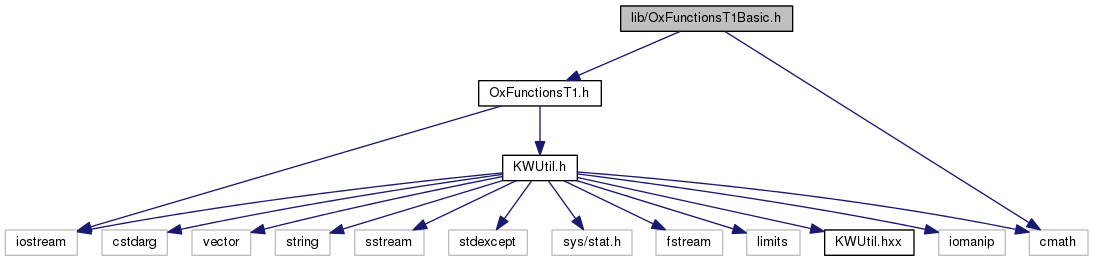 lib/OxFunctionsT1Basic.h
OxFunctionsT1.h
KWUtil.h
iostream
cstdarg
vector
string
sstream
stdexcept
sys/stat.h
fstream
limits
KWUtil.hxx
iomanip
cmath